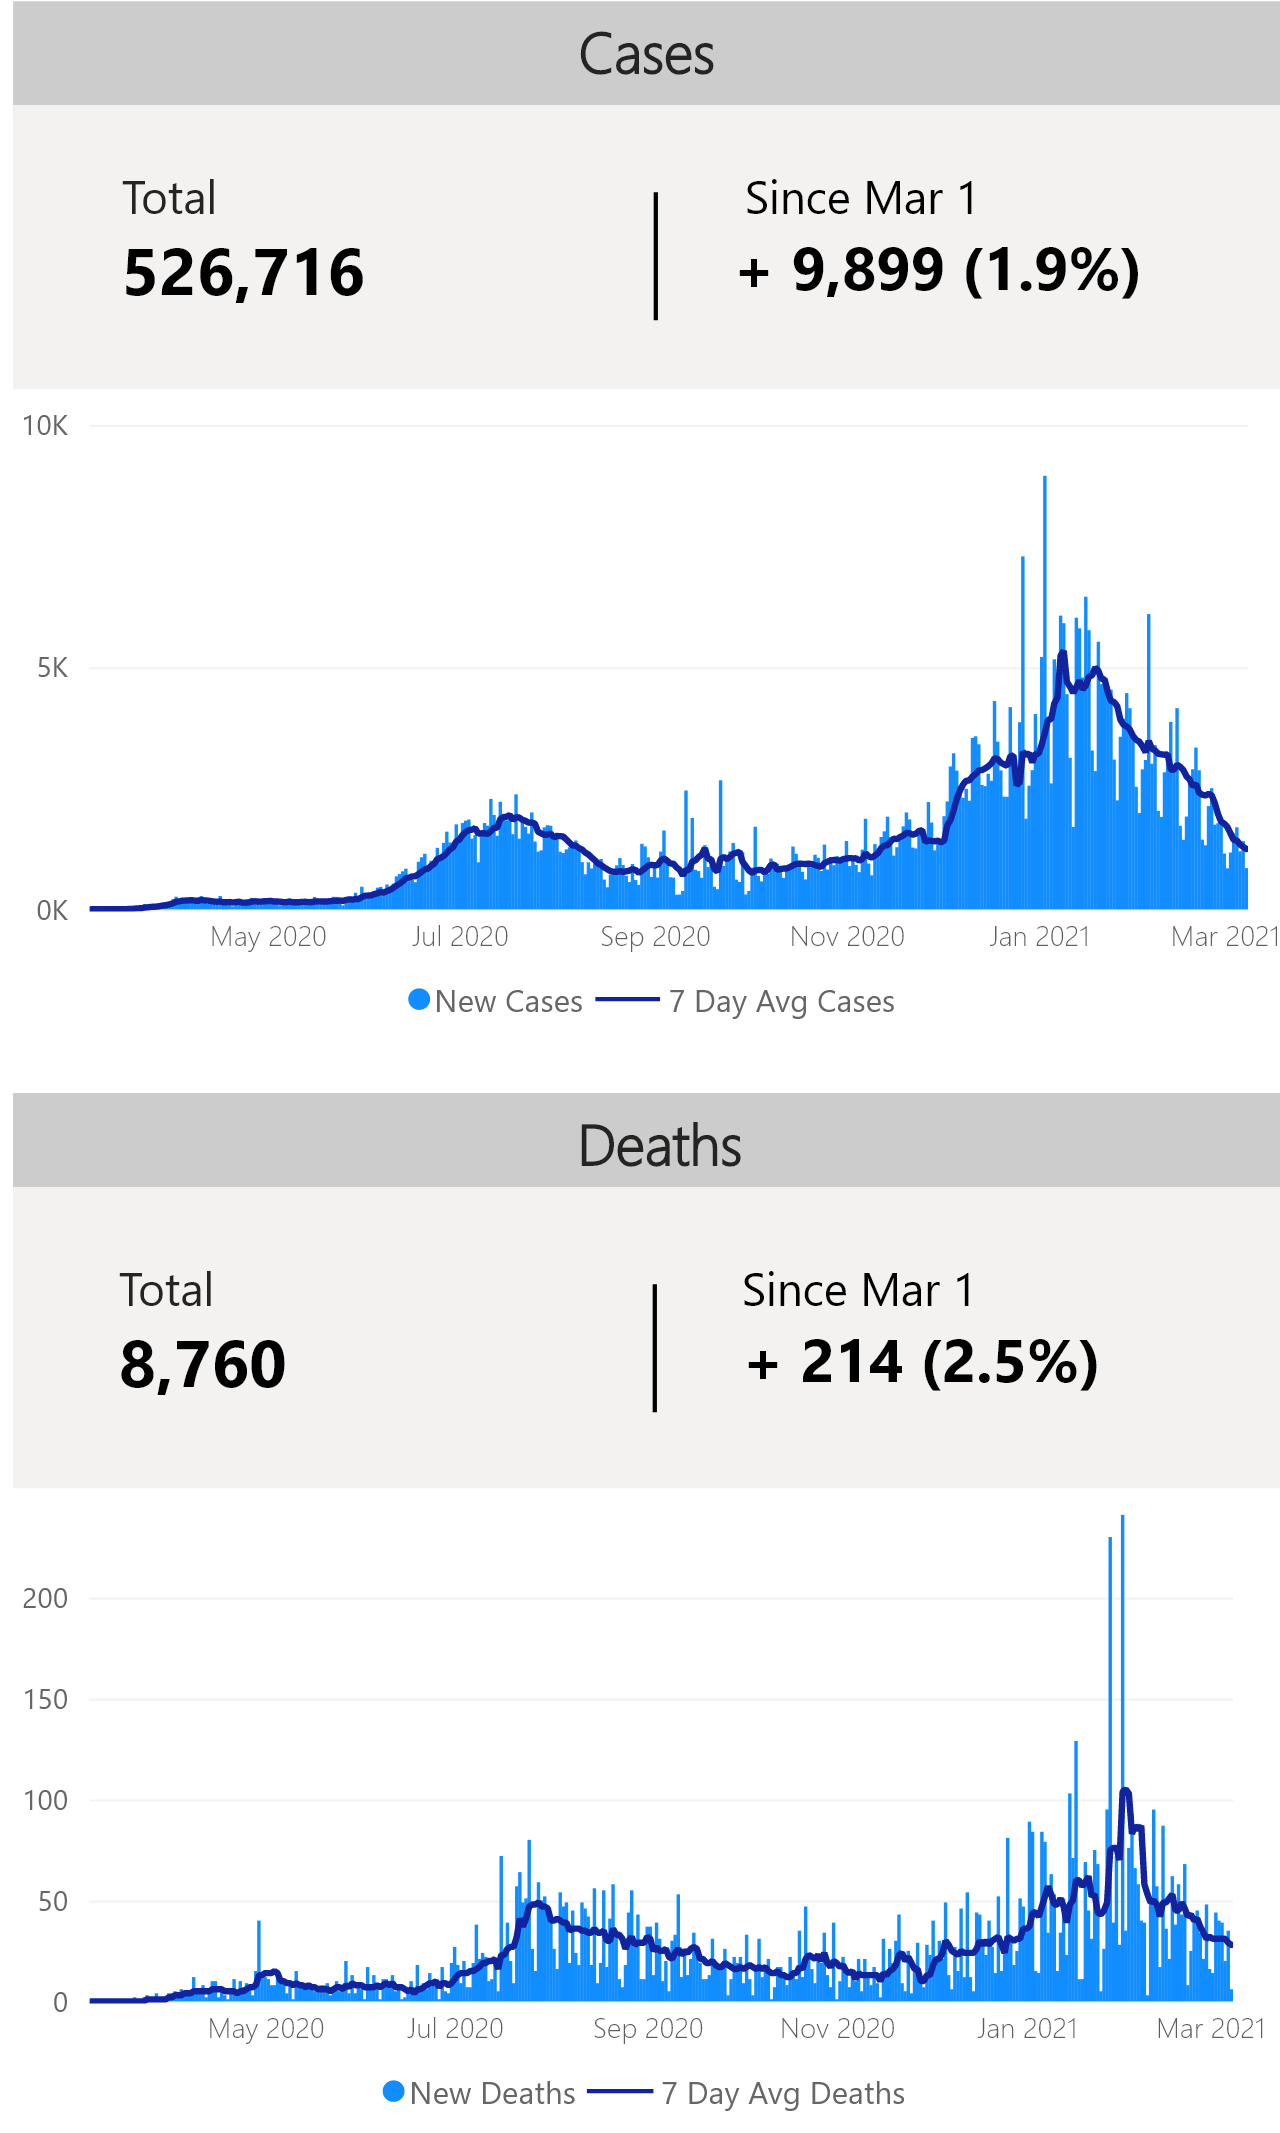 Cases
Total
Since Mar 1
526,716
+ 9,899 (1.9%)
10K
5K
0K
May 2020
Jul 2020
Sep 2020
Nov 2020
Jan 2021
Mar 2021
New Cases
7 Day Avg Cases
Deaths
Total
Since Mar 1
8,760
+ 214 (2.5%)
200
150
100
50
0
May 2020
Jul 2020
Sep 2020
Nov 2020
Jan 2021
Mar 2021
New Deaths
7 Day Avg Deaths